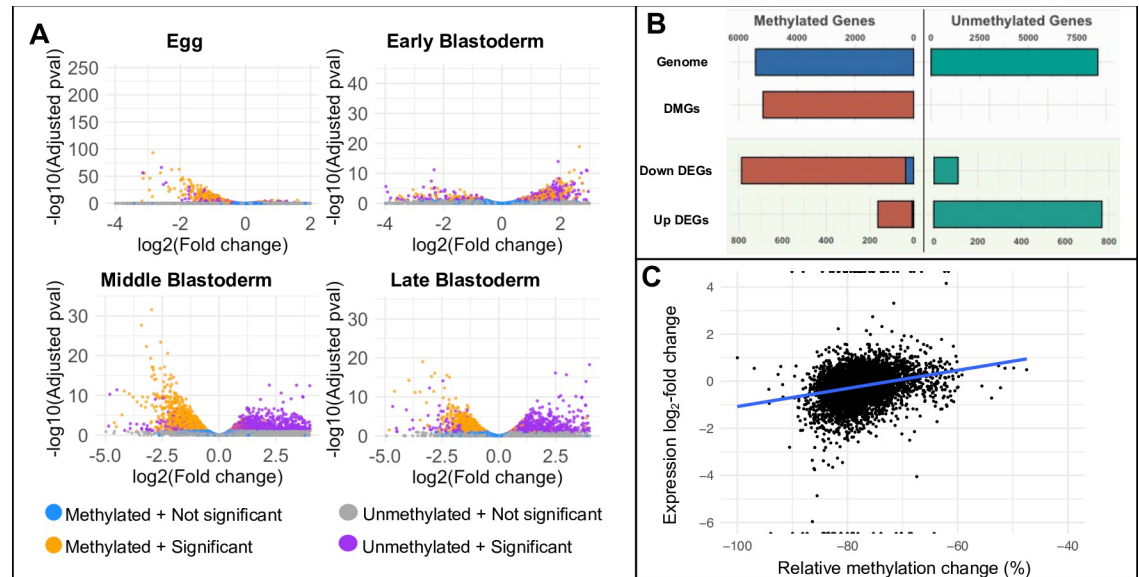 A
Egg
Early Blastoderm
-log10(Adjusted pval)
250
200
150
100
50
0
-4
-2
0
2
log2(Fold change)
-log10(Adjusted pval)
40
30
20
10
0
-4
-2
0
2
log2(Fold change)
Middle Blastoderm
Late Blastoderm
-log10(Adjusted pval)
30
20
10
0
-5.0
-2.5
0.0
2.5
log2(Fold change)
-log10(Adjusted pval)
30
20
10
0
-5.0
-2.5
0.0
2.5
log2(Fold change)
Methylated + Not significant
Unmethylated + Not significant
Methylated + Significant
Unmethylated + Significant
B
Methylated Genes
Unmethylated Genes
6000 4000 2000 0
0 2500 5000 7500
Genome
DMGs
Down DEGs
Up DEGs
800 600 400 200 0
0 200 400 600 800
C
Expression log2-fold change
4
2
0
−2
−4
−6
−100
−80
−60
−40
Relative methylation change (%)